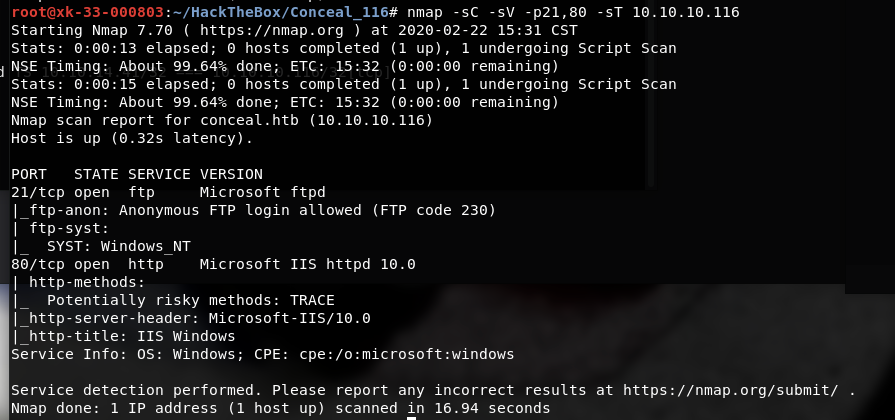 root@xk-33-000803:~/HackTheBox/Conceal_116# nmap -sC -sV -p21,80 -sT 10.10.10.116
Starting Nmap 7.70 ( https://nmap.org ) at 2020-02-22 15:31 CST
Stats: 0:00:13 elapsed; 0 hosts completed (1 up), 1 undergoing Script Scan
NSE Timing: About 99.64% done; ETC: 15:32 (0:00:00 remaining)
Stats: 0:00:15 elapsed; 0 hosts completed (1 up), 1 undergoing Script Scan
NSE Timing: About 99.64% done; ETC: 15:32 (0:00:00 remaining)
Nmap scan report for conceal.htb (10.10.10.116)
Host is up (0.32s latency).

PORT   STATE SERVICE VERSION
21/tcp open  ftp     Microsoft ftpd
|_ftp-anon: Anonymous FTP login allowed (FTP code 230)
| ftp-syst:
|_  SYST: Windows_NT
80/tcp open  http    Microsoft IIS httpd 10.0
| http-methods:
|_  Potentially risky methods: TRACE
|_http-server-header: Microsoft-IIS/10.0
|_http-title: IIS Windows
Service Info: OS: Windows; CPE: cpe:/o:microsoft:windows

Service detection performed. Please report any incorrect results at https://nmap.org/submit/ .
Nmap done: 1 IP address (1 host up) scanned in 16.94 seconds